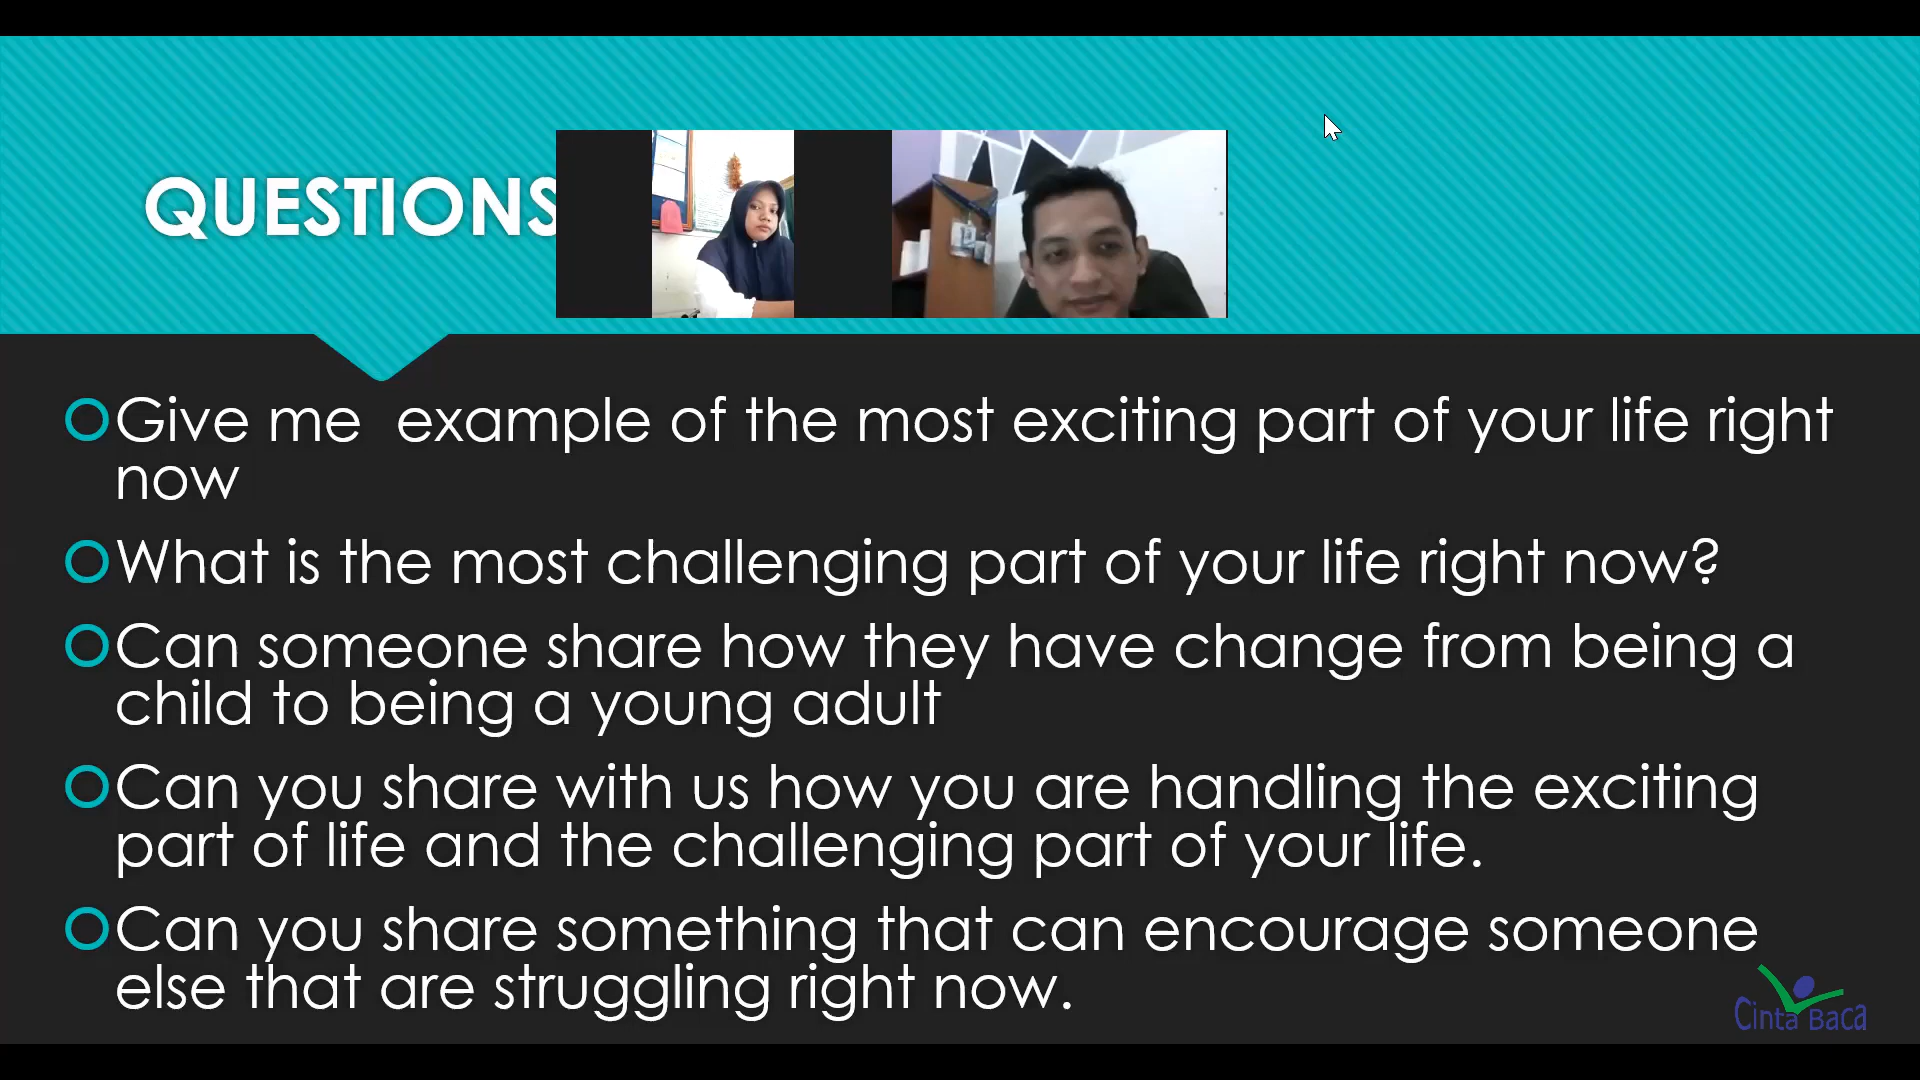 QUESTIONS
Give me  example of the most exciting part of your life right
now
What is the most challenging part of your life right now?
Can someone share how they have change from being a
child to being a young adult
Can you share with us how you are handling the exciting
part of life and the challenging part of your life.
Can you share something that can encourage someone
else that are struggling right now.
Cinta Baca